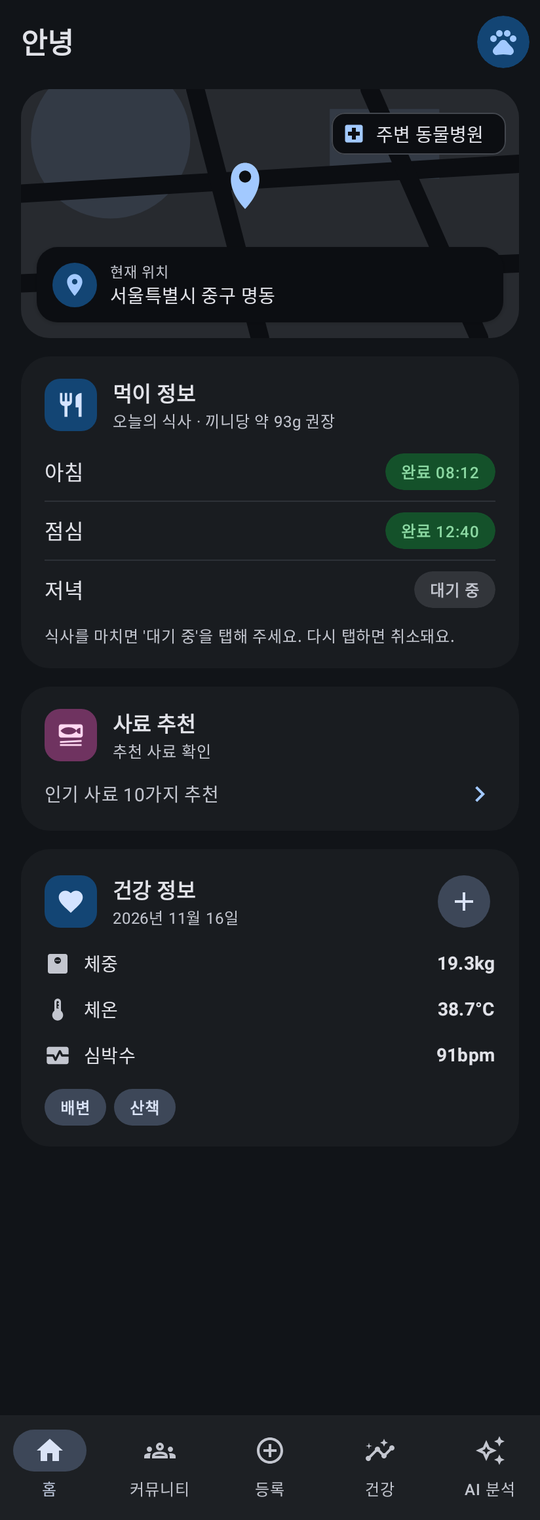 안녕
주변 동물병원
현재 위치
서울특별시 중구 명동
먹이 정보
오늘의 식사 · 끼니당 약 93g 권장
아침
완료 08:12
점심
완료 12:40
저녁
대기 중
식사를 마치면 '대기 중'을 탭해 주세요. 다시 탭하면 취소돼요.
사료 추천
추천 사료 확인
인기 사료 10가지 추천
건강 정보
2026년 11월 16일
체중
19.3kg
체온
38.7°C
심박수
91bpm
배변
산책
홈
커뮤니티
등록
건강
AI 분석